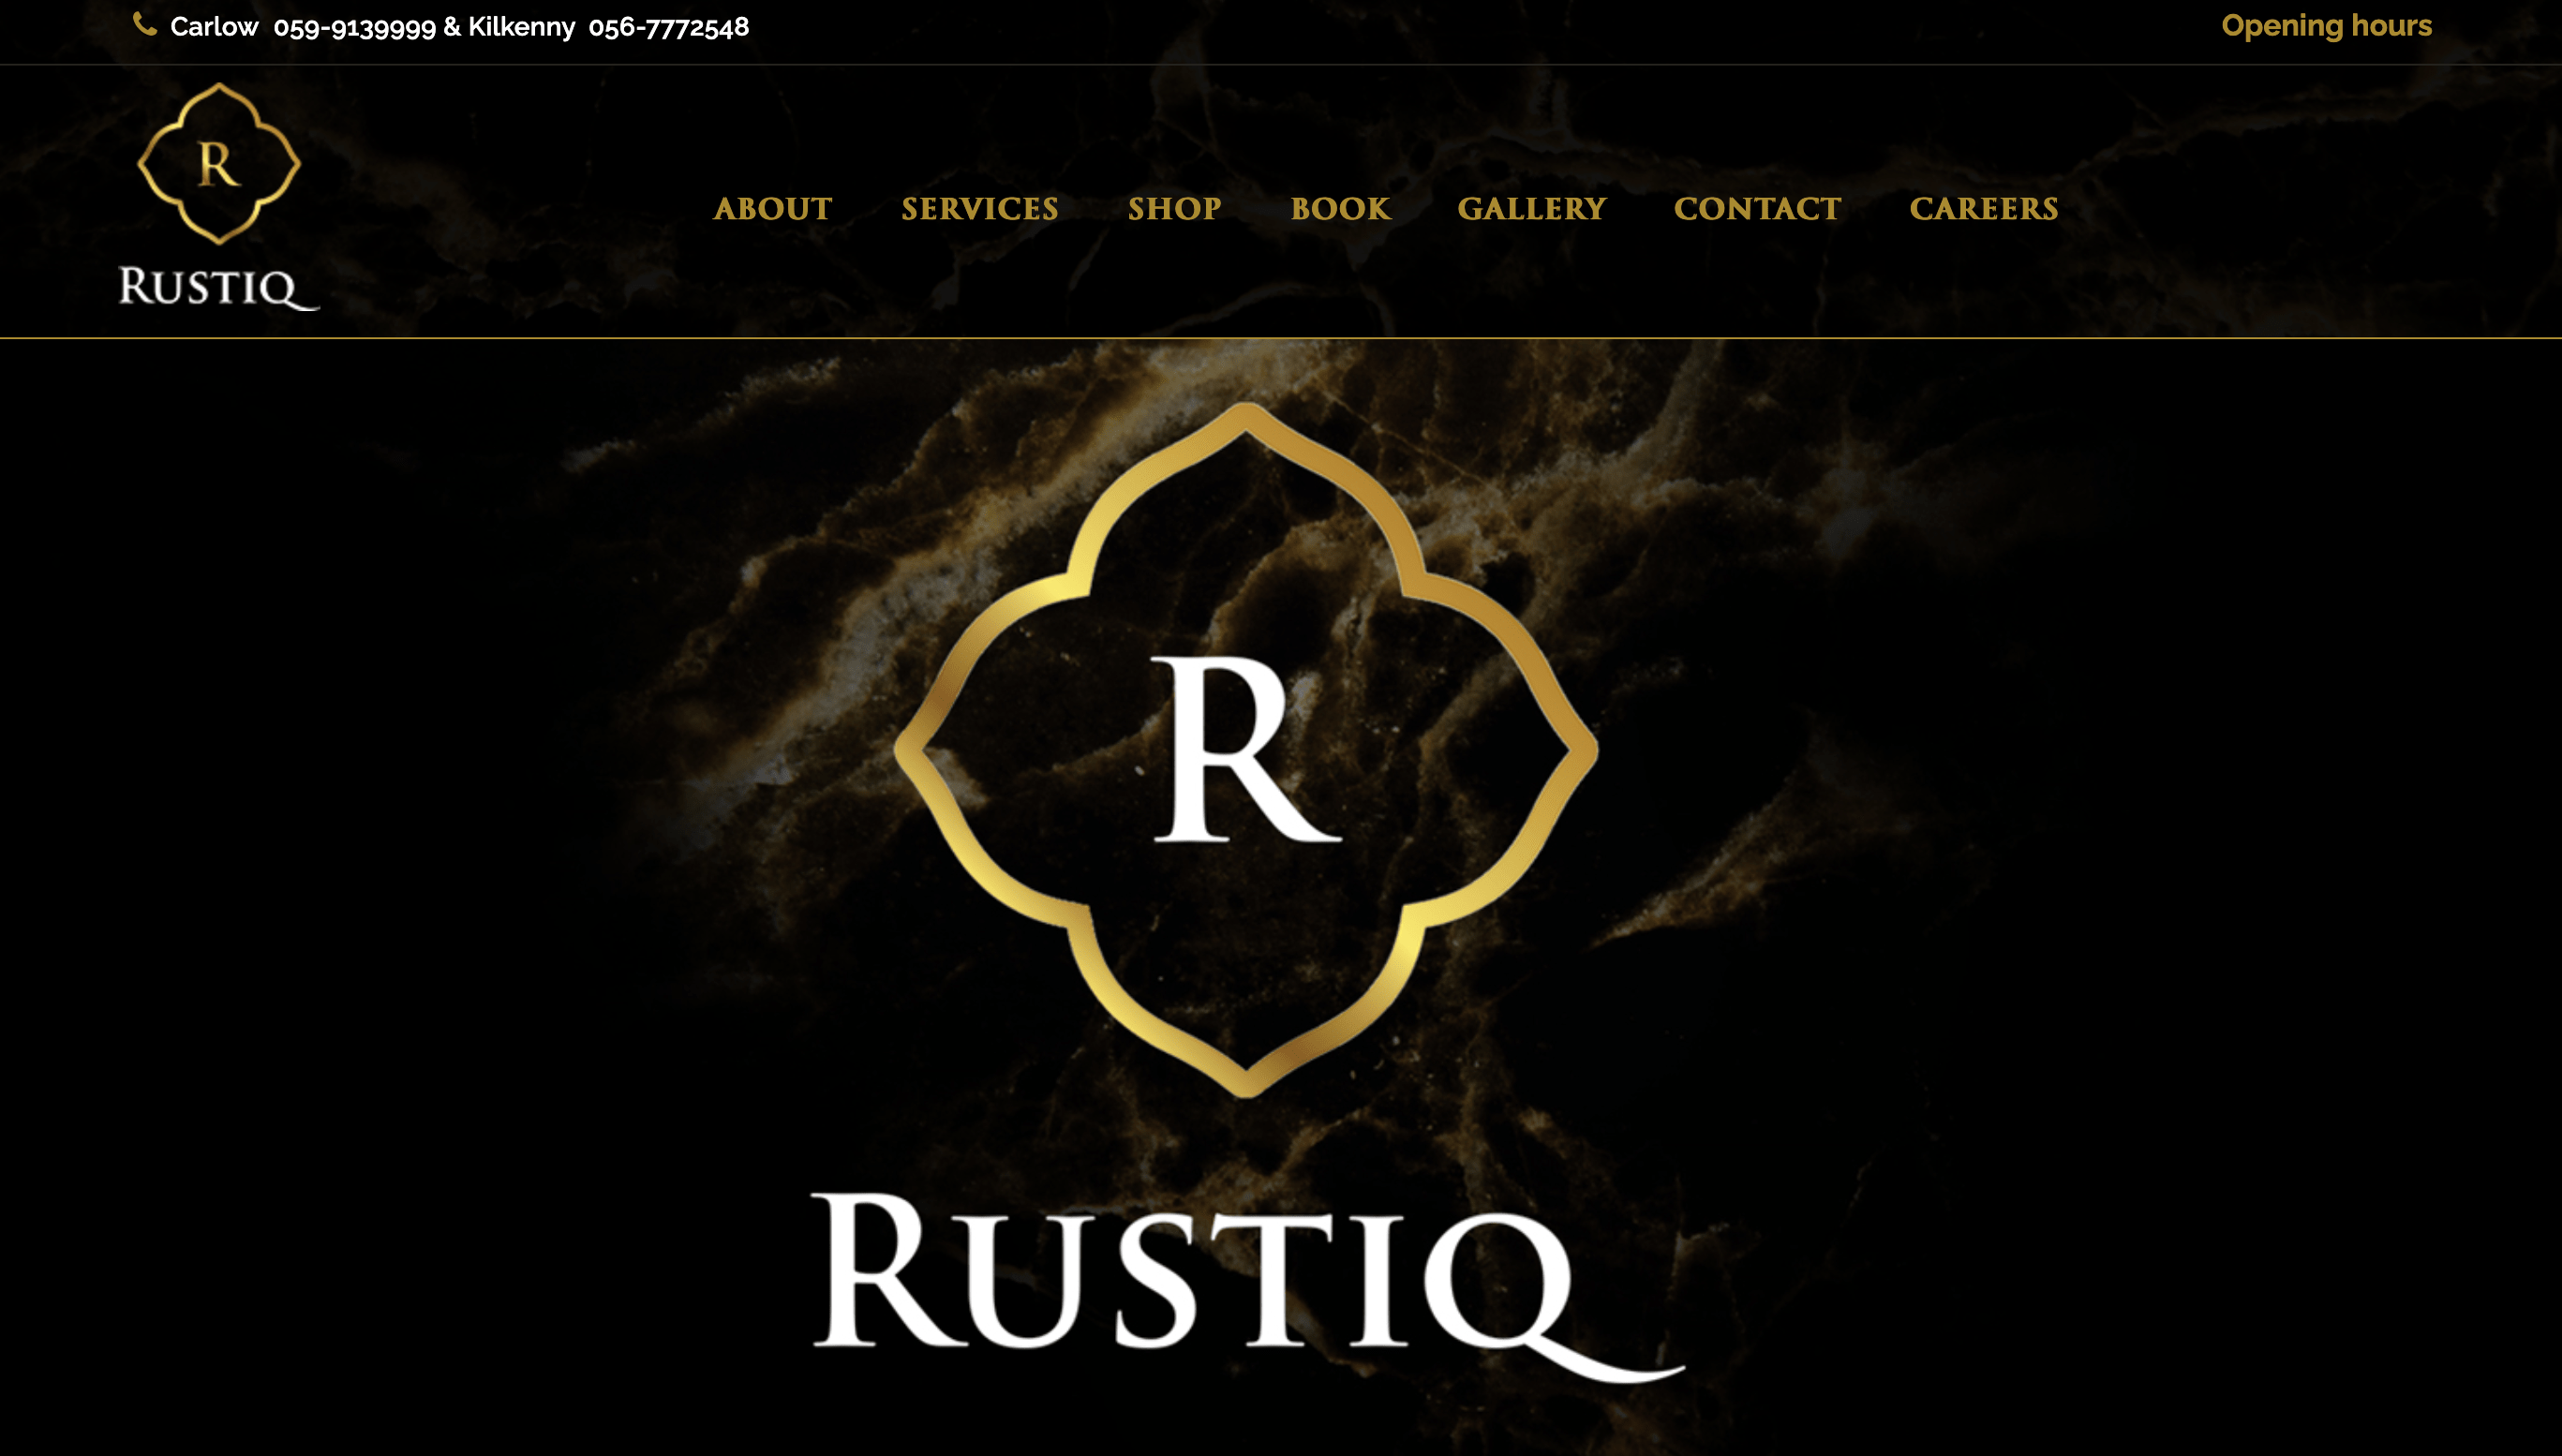 Carlow 059-9139999 & Kilkenny 056-7772548
Opening hours
R
RUSTIQ
ABOUT SERVICES SHOP BOOK GALLERY CONTACT CAREERS
R
RUSTIQ